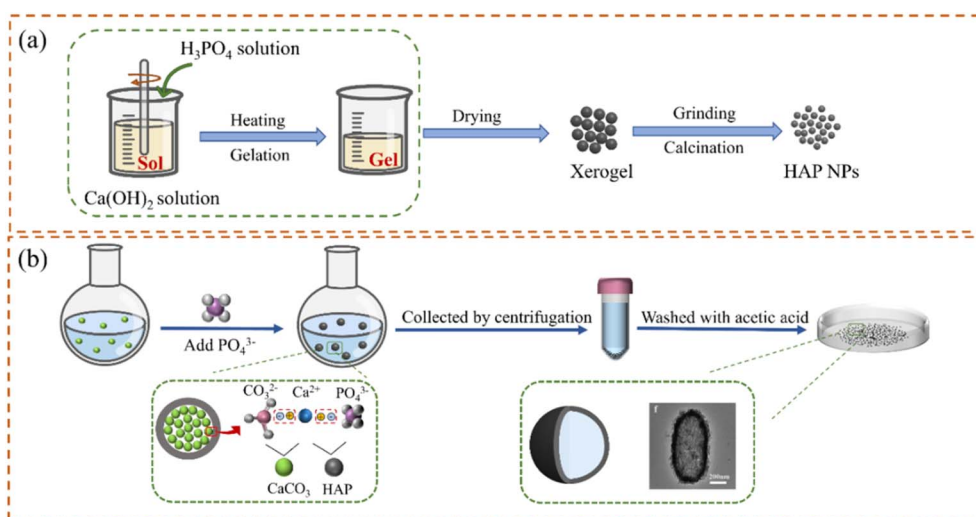 (a)
H₃PO₄ solution
Sol
Ca(OH)₂ solution
Heating
Gelation
Gel
Drying
Xerogel
Grinding
Calcination
HAP NPs
(b)
Add PO₄³⁻
Collected by centrifugation
Washed with acetic acid
CO₃²⁻ Ca²⁺ PO₄³⁻
CaCO₃ HAP
f
200nm